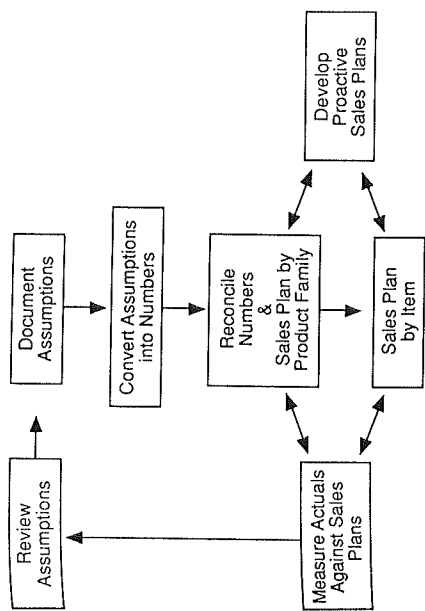 Review
Assumptions
Document
Assumptions
Convert Assumptions
into Numbers
Reconcile
Numbers
&
Sales Plan by
Product Family
Develop
Proactive
Sales Plans
Measure Actuals
Against Sales
Plans
Sales Plan
by Item